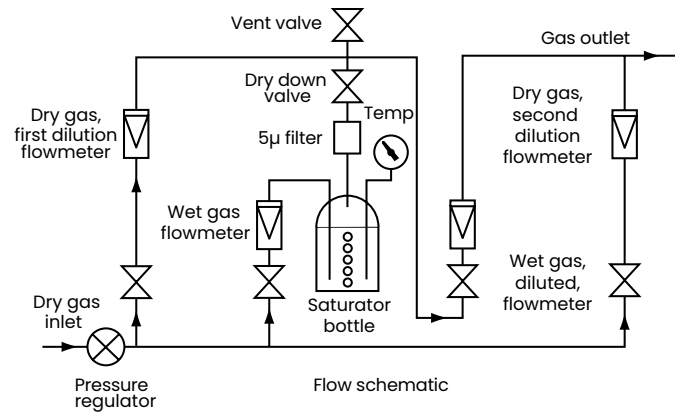 Vent valve
Gas outlet
Dry down
valve
Temp
Dry gas,
first dilution
flowmeter
5µ filter
Dry gas,
second
dilution
flowmeter
Wet gas
flowmeter
Wet gas,
diluted,
flowmeter
Dry gas
inlet
Saturator
bottle
Pressure
regulator
Flow schematic